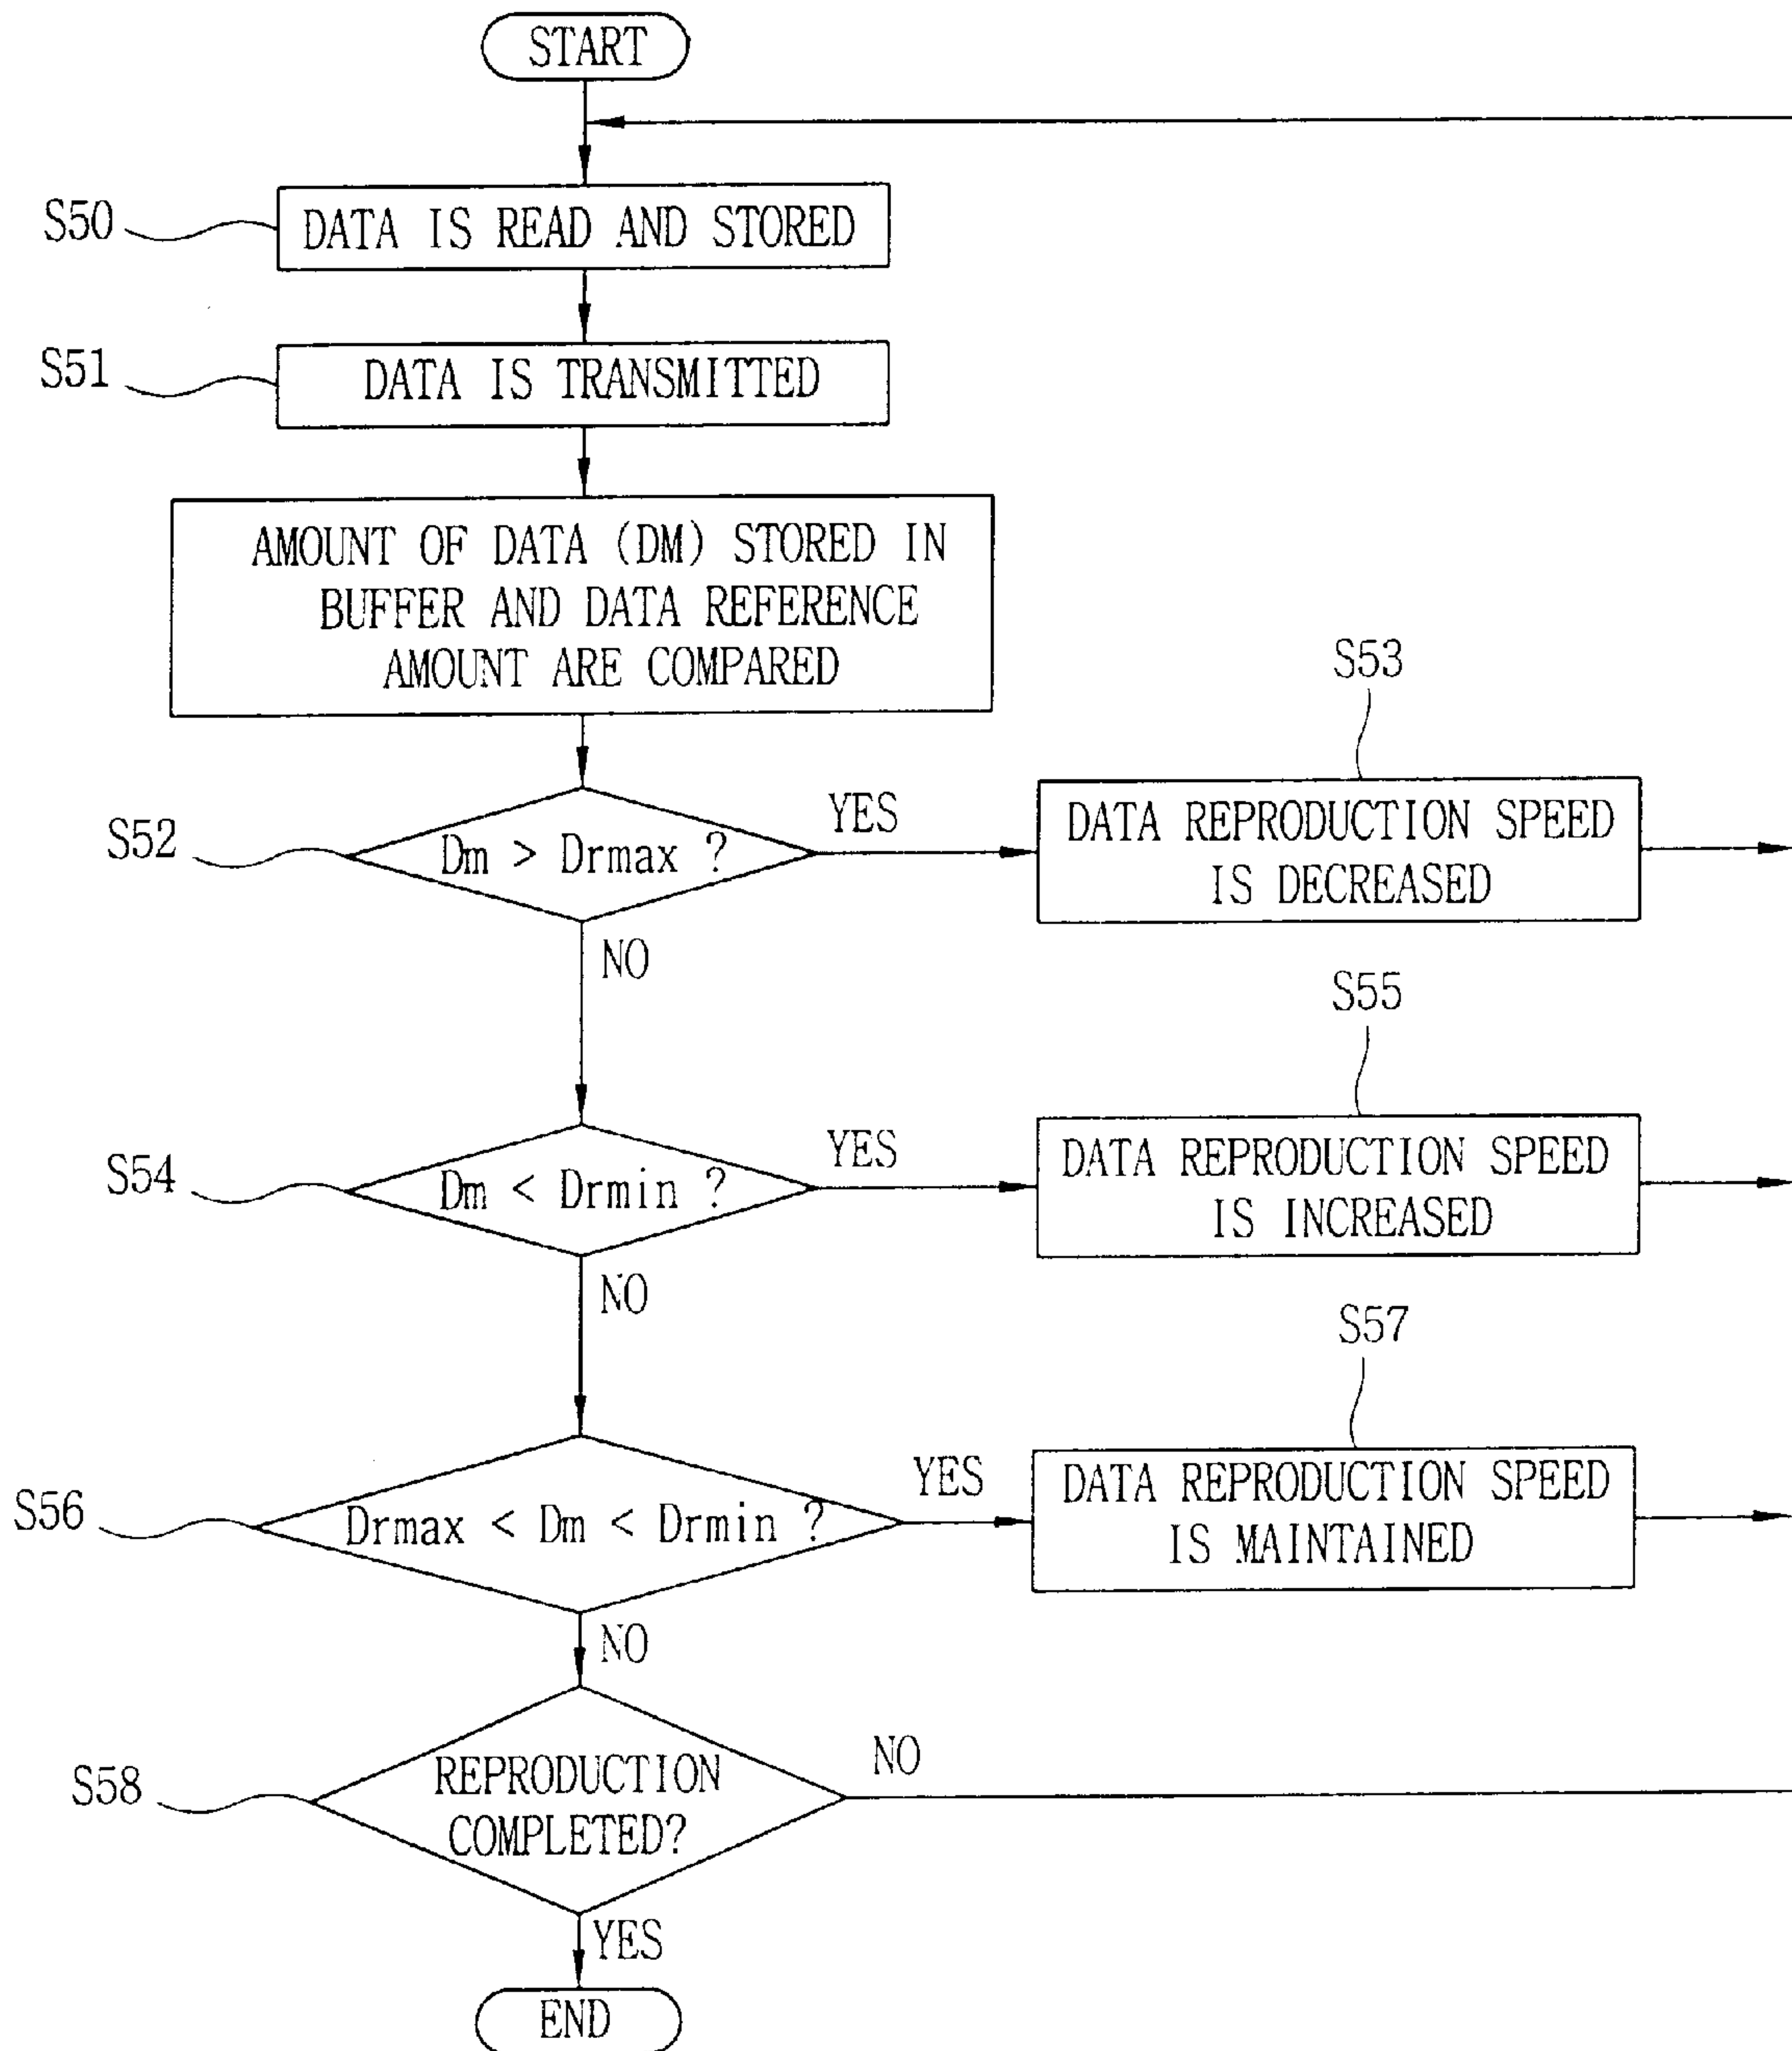 START
S50
DATA IS READ AND STORED
S51
DATA IS TRANSMITTED
AMOUNT OF DATA (DM) STORED IN
BUFFER AND DATA REFERENCE
AMOUNT ARE COMPARED
S53
S52
Dm > Drmax ?
YES
DATA REPRODUCTION SPEED
IS DECREASED
NO
S55
S54
Dm < Drmin ?
YES
DATA REPRODUCTION SPEED
IS INCREASED
NO
S57
S56
Drmax < Dm < Drmin ?
YES
DATA REPRODUCTION SPEED
IS MAINTAINED
NO
S58
REPRODUCTION
COMPLETED?
NO
YES
END